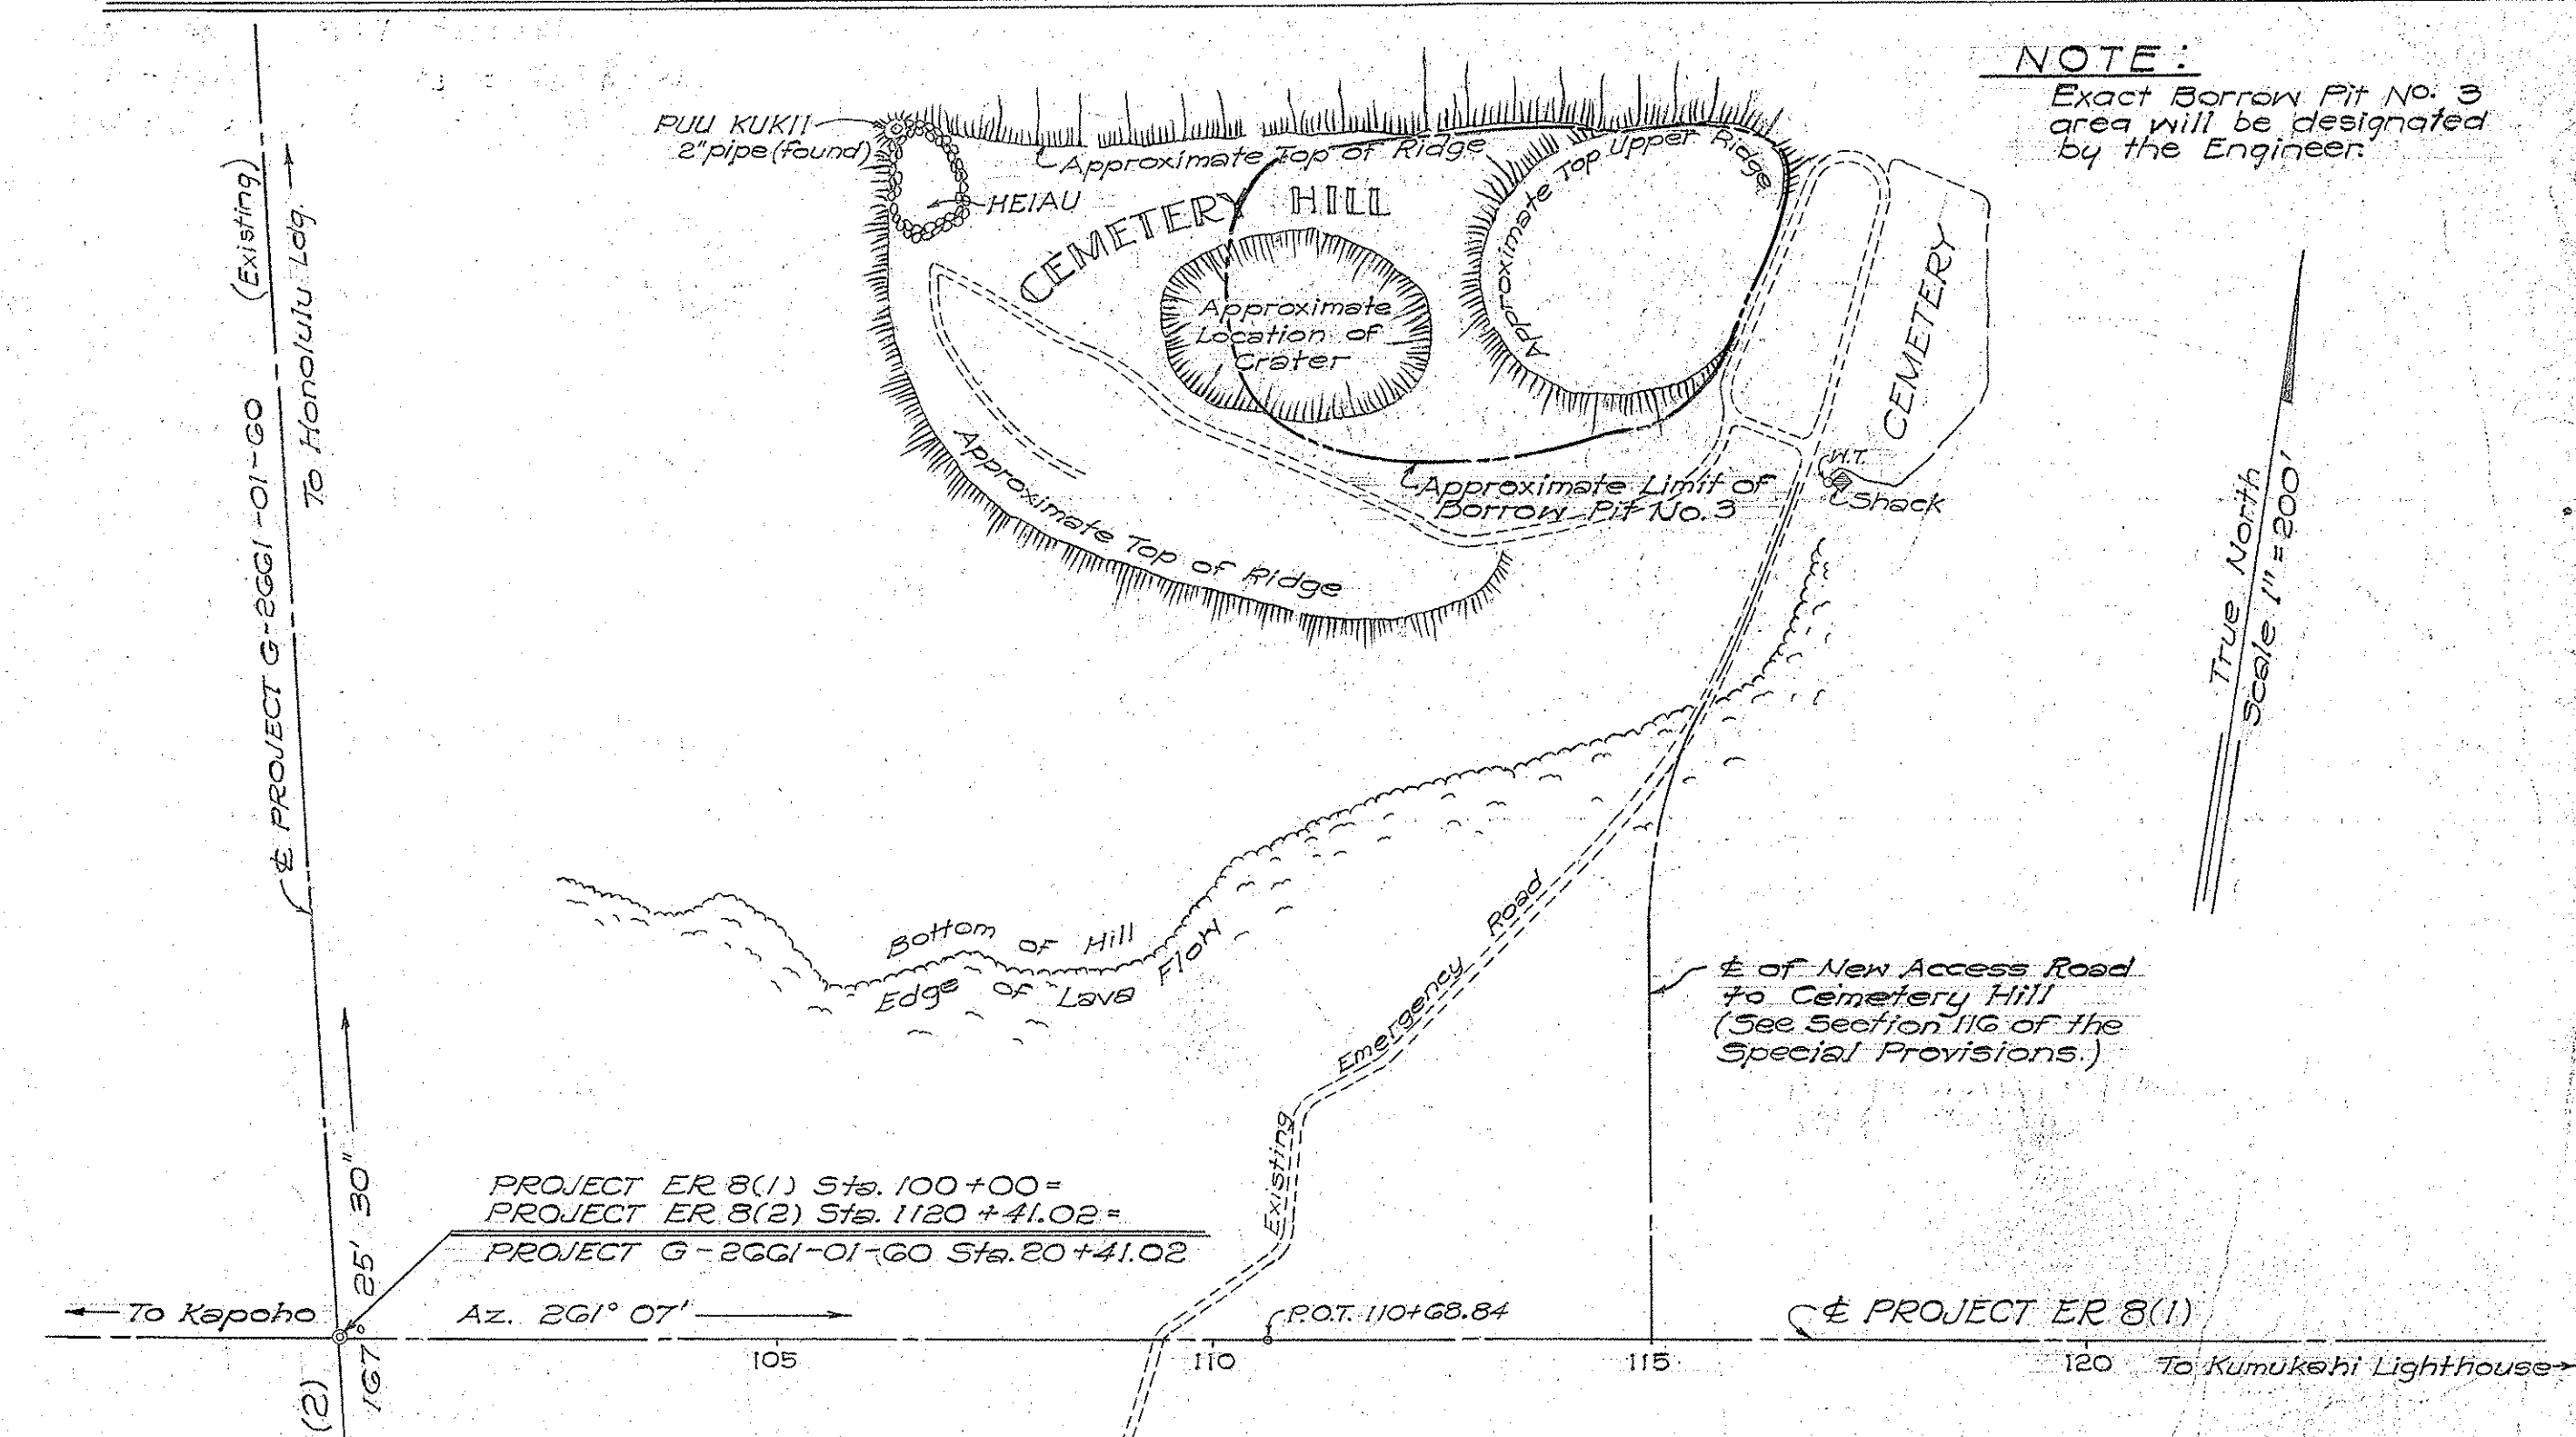 NOTE:
Exact Borrow Pit No. 3
area will be designated
by the Engineer.
PUU KUKII
2" pipe (found)
HEIAU
Approximate Top of Ridge
CEMETERY HILL
Approximate Top Upper Ridge
Approximate
Location of
Crater
CEMETERY
W.T.
Shack
Approximate Limit of
Borrow Pit No. 3
Approximate Top of Ridge
(Existing)
To Honolulu Ldg.
℄ PROJECT G-2661-01-60
True North
Scale 1" = 200'
Bottom of Hill
Edge of Lava Flow
Existing Emergency Road
℄ of New Access Road
to Cemetery Hill
(See Section 116 of the
Special Provisions.)
PROJECT ER 8(1) Sta. 100+00=
PROJECT ER 8(2) Sta. 1120+41.02=
PROJECT G-2661-01-60 Sta. 20+41.02
To Kapoho
Az. 261° 07'
P.O.T. 110+68.84
℄ PROJECT ER 8(1)
167° 25' 30"
(2)
105
110
115
120
To Kumukahi Lighthouse